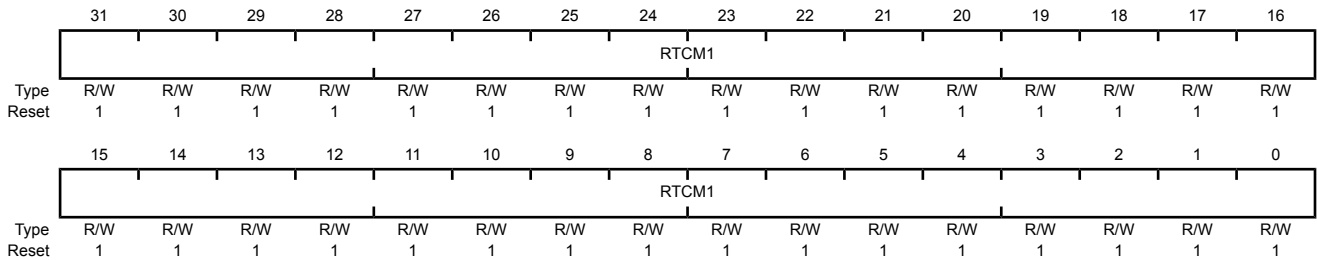 31 30 29 28 27 26 25 24 23 22 21 20 19 18 17 16
RTCM1
Type R/W R/W R/W R/W R/W R/W R/W R/W R/W R/W R/W R/W R/W R/W R/W R/W
Reset 1 1 1 1 1 1 1 1 1 1 1 1 1 1 1 1
15 14 13 12 11 10 9 8 7 6 5 4 3 2 1 0
RTCM1
Type R/W R/W R/W R/W R/W R/W R/W R/W R/W R/W R/W R/W R/W R/W R/W R/W
Reset 1 1 1 1 1 1 1 1 1 1 1 1 1 1 1 1